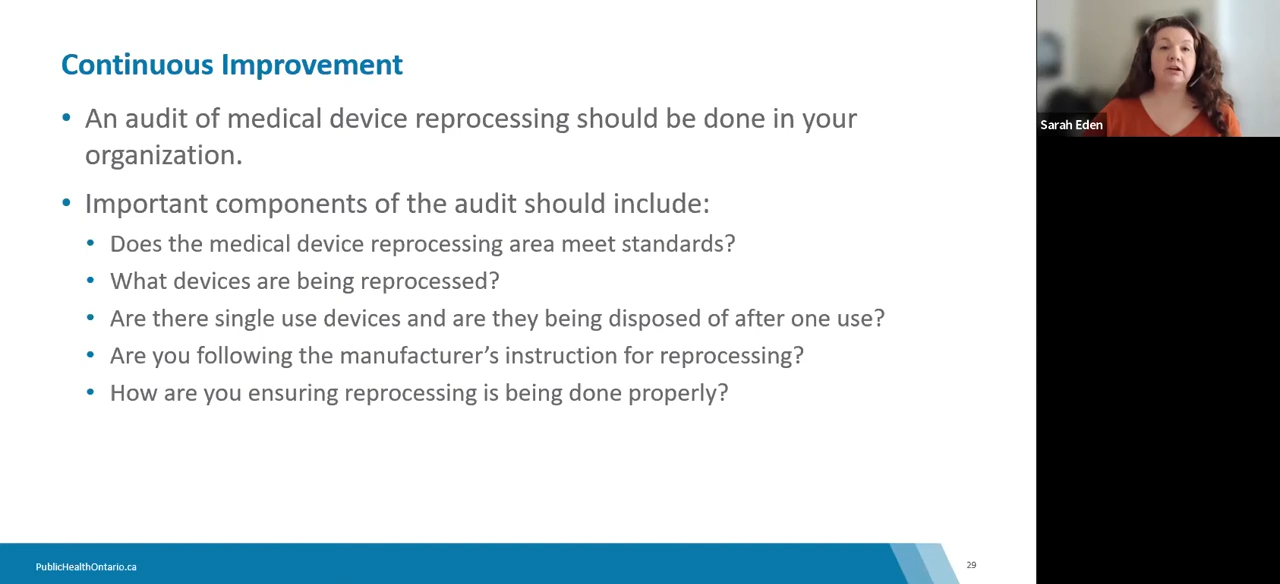 Continuous Improvement
• An audit of medical device reprocessing should be done in your
organization.
• Important components of the audit should include:
• Does the medical device reprocessing area meet standards?
• What devices are being reprocessed?
• Are there single use devices and are they being disposed of after one use?
• Are you following the manufacturer’s instruction for reprocessing?
• How are you ensuring reprocessing is being done properly?
PublicHealthOntario.ca
29
Sarah Eden